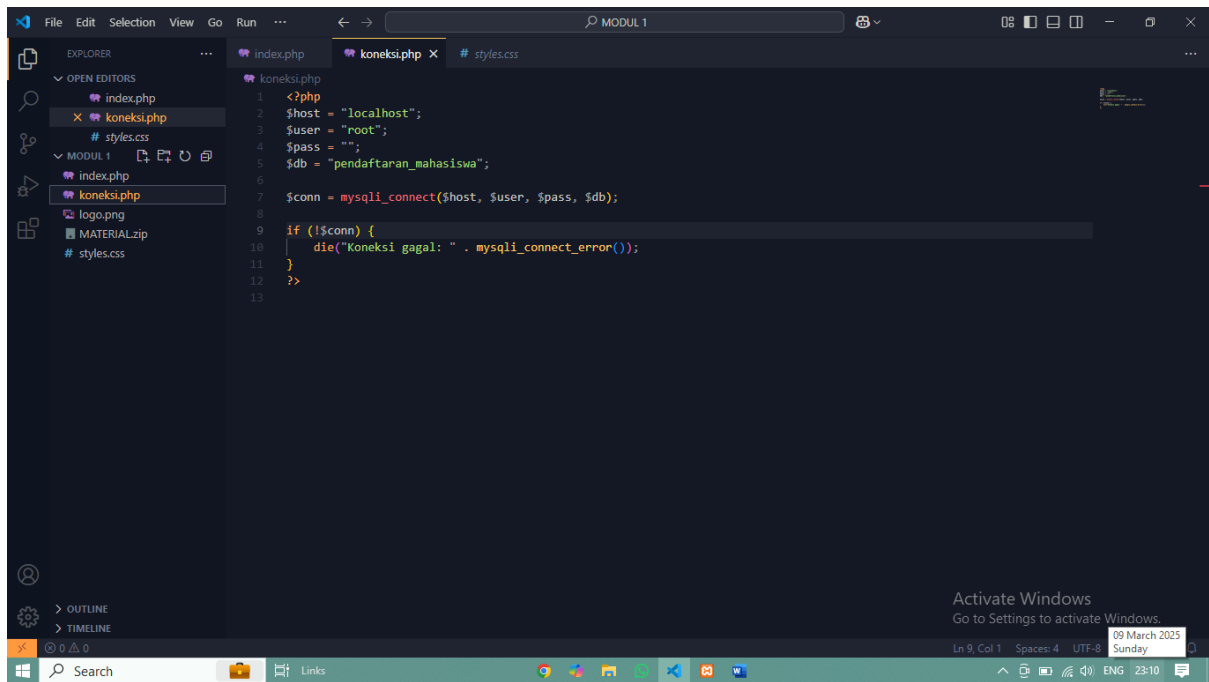 File Edit Selection View Go Run ···
MODUL 1
EXPLORER ···
OPEN EDITORS
index.php
koneksi.php
# styles.css
MODUL 1
index.php
koneksi.php
logo.png
MATERIAL.zip
# styles.css
OUTLINE
TIMELINE
index.php
koneksi.php
# styles.css
···
koneksi.php
1 <?php
2 $host = "localhost";
3 $user = "root";
4 $pass = "";
5 $db = "pendaftaran_mahasiswa";
6
7 $conn = mysqli_connect($host, $user, $pass, $db);
8
9 if (!$conn) {
10 die("Koneksi gagal: " . mysqli_connect_error());
11 }
12 ?>
13
Activate Windows
Go to Settings to activate Windows.
09 March 2025
Sunday
0 0
Ln 9, Col 1 Spaces: 4 UTF-8
Search
Links
ENG 23:10